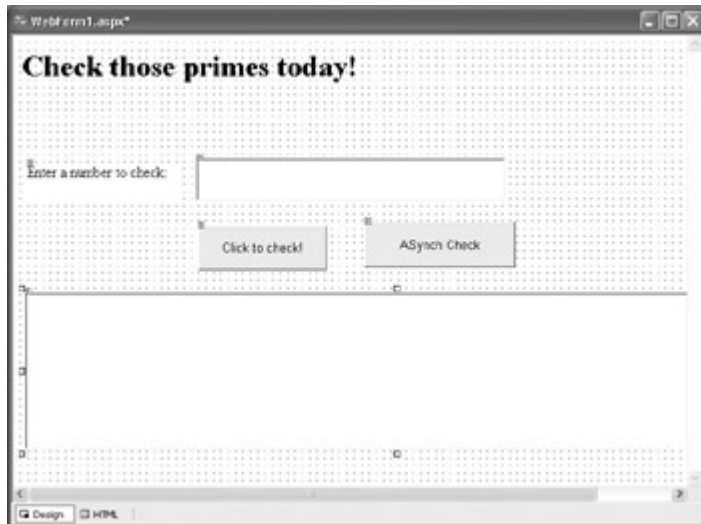 WebForm1.aspx*
Check those primes today!
Enter a number to check:
Click to check!
ASynch Check
Design
HTML